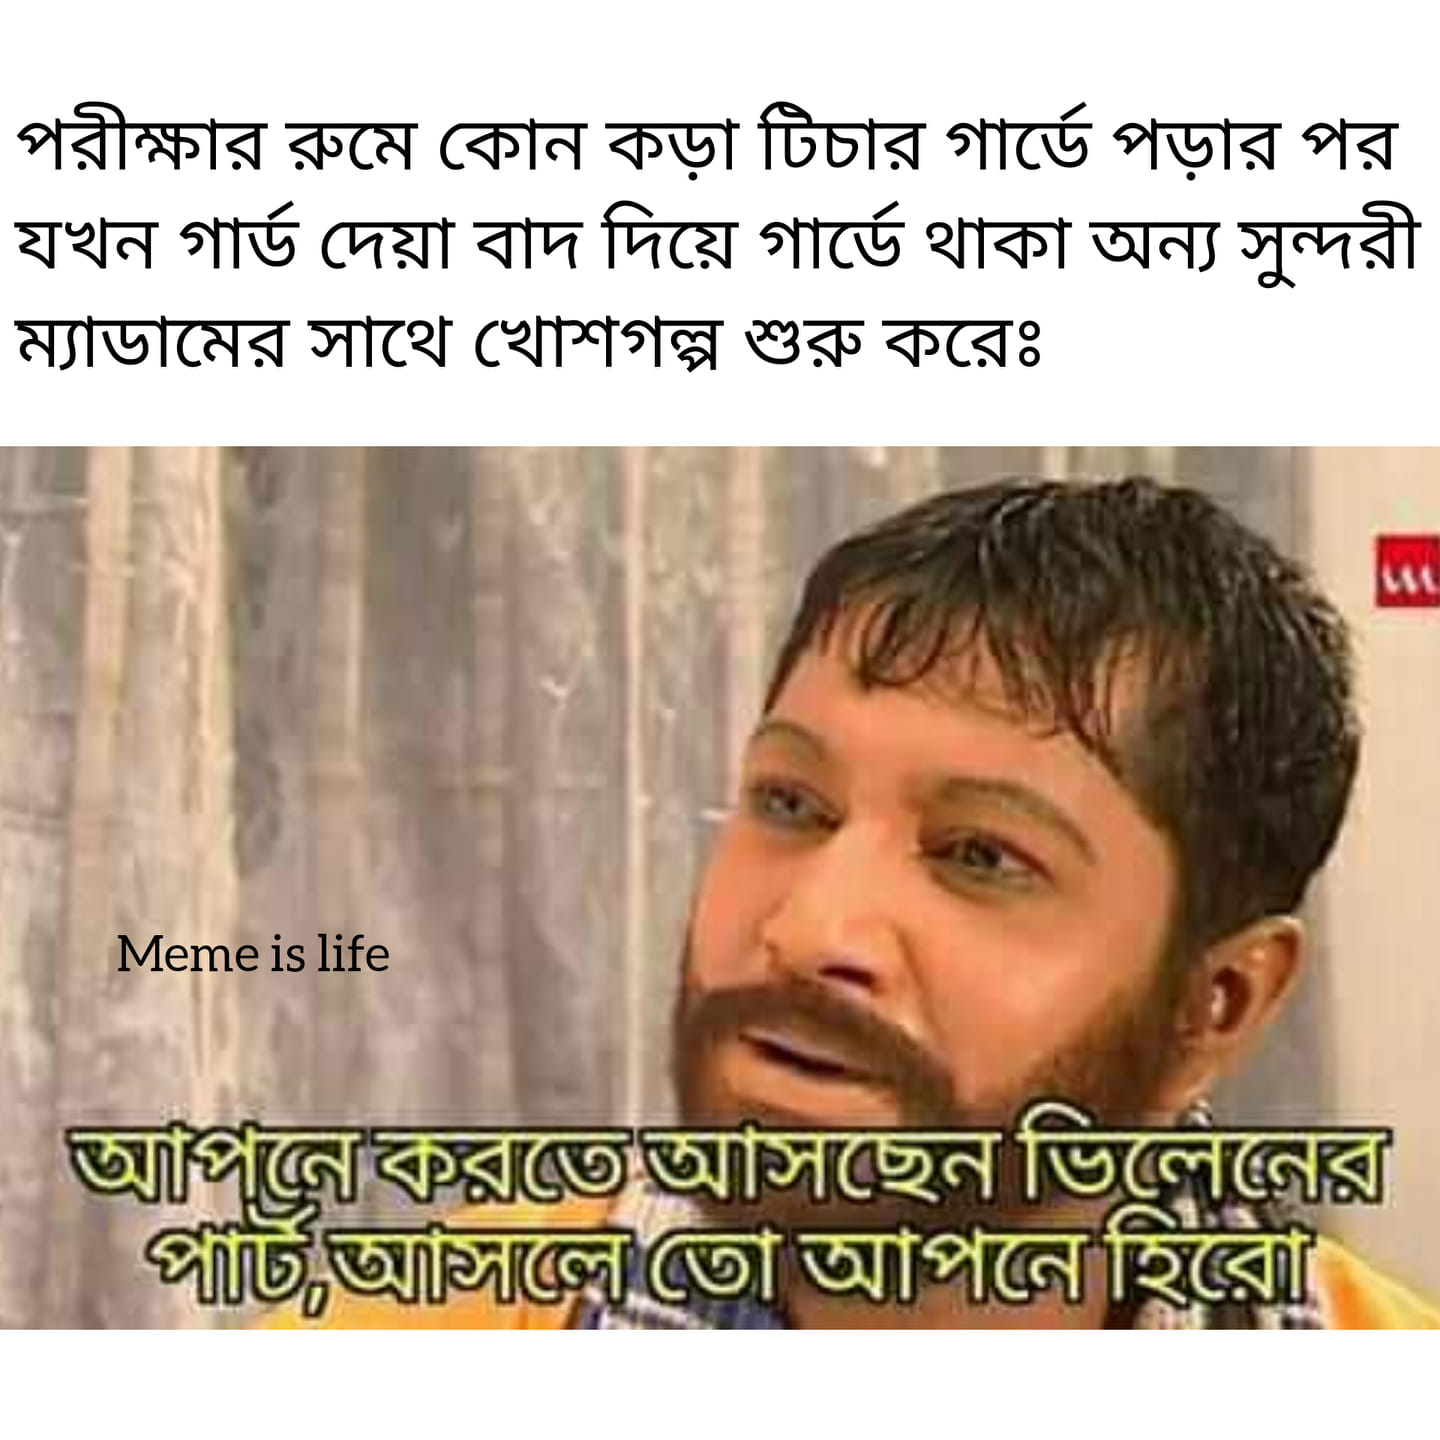 পরীক্ষার রুমে কোন কড়া টিচার গার্ডে পড়ার পর
যখন গার্ড দেয়া বাদ দিয়ে গার্ডে থাকা অন্য সুন্দরী
ম্যাডামের সাথে খোশগল্প শুরু করেঃ
Meme is life
আপনে করতে আসছেন ভিলেনের
পার্ট,আসলে তো আপনে হিরো